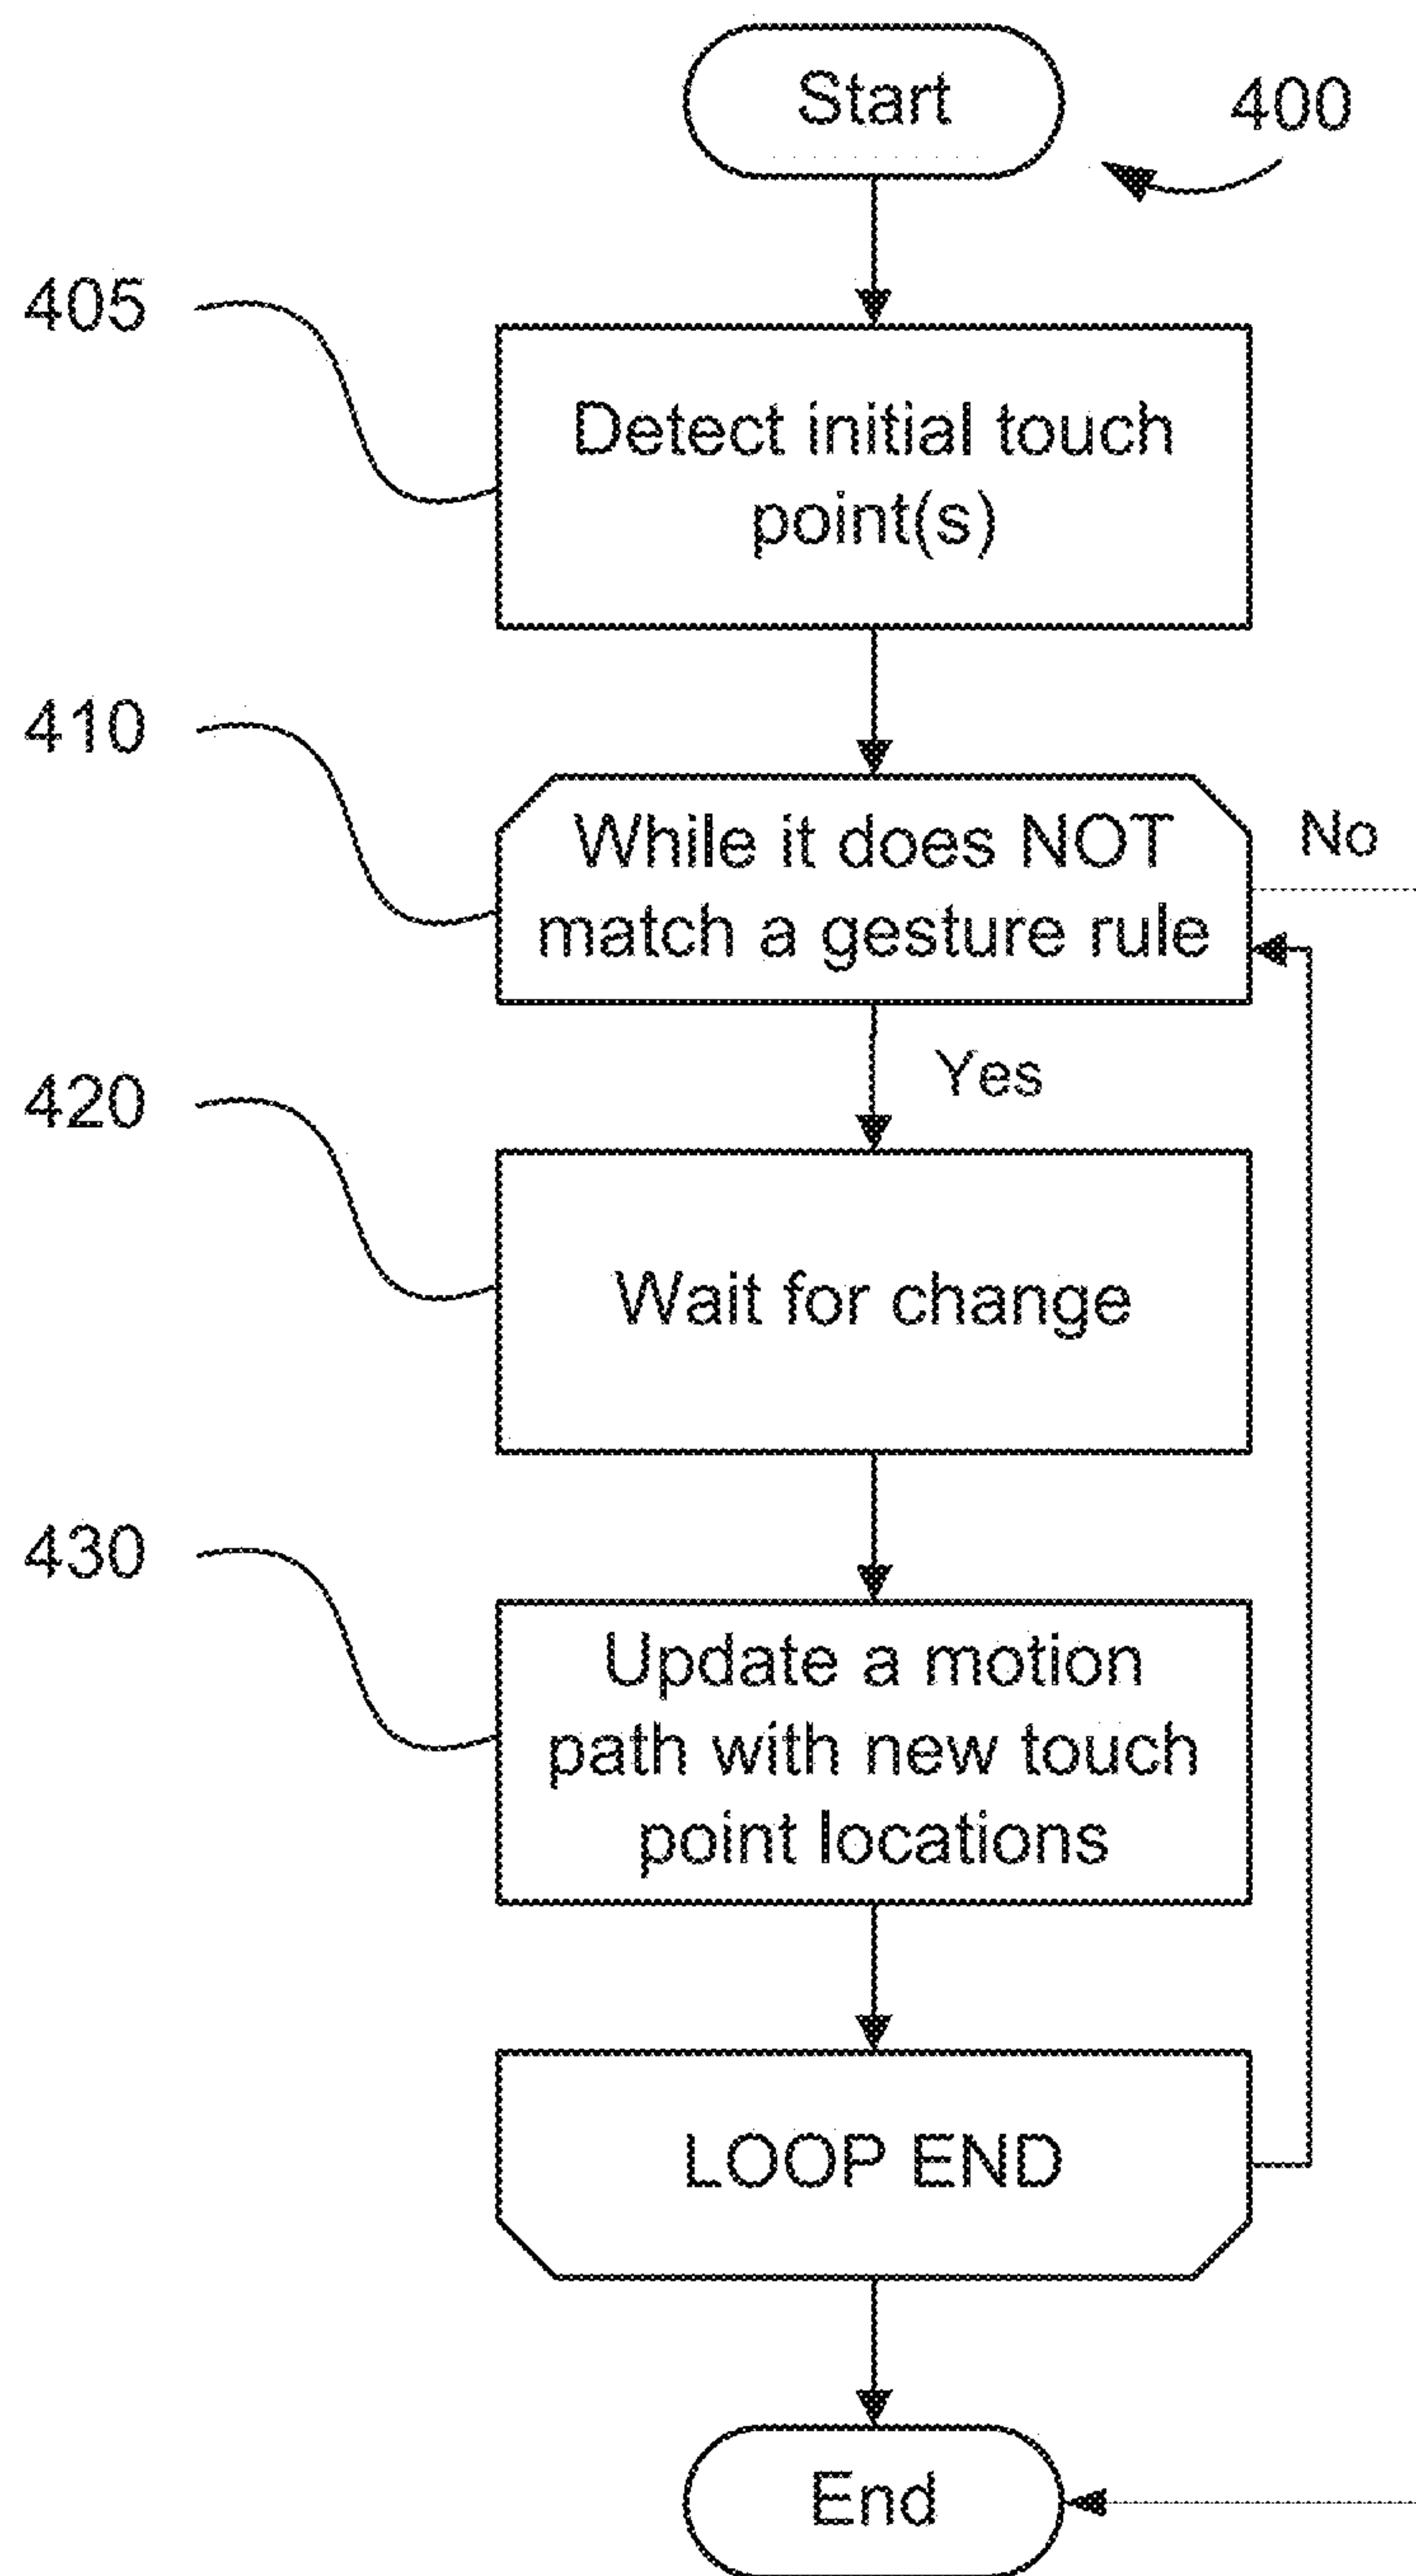 Start
400
405
Detect initial touch
point(s)
410
While it does NOT
match a gesture rule
No
Yes
420
Wait for change
430
Update a motion
path with new touch
point locations
LOOP END
End